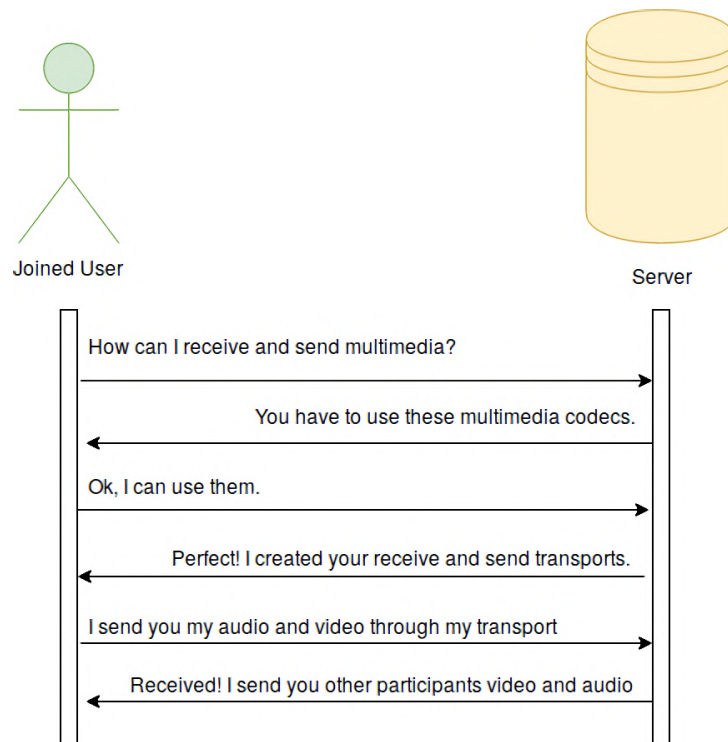 Joined User
Server
How can I receive and send multimedia?
You have to use these multimedia codecs.
Ok, I can use them.
Perfect! I created your receive and send transports.
I send you my audio and video through my transport
Received! I send you other participants video and audio